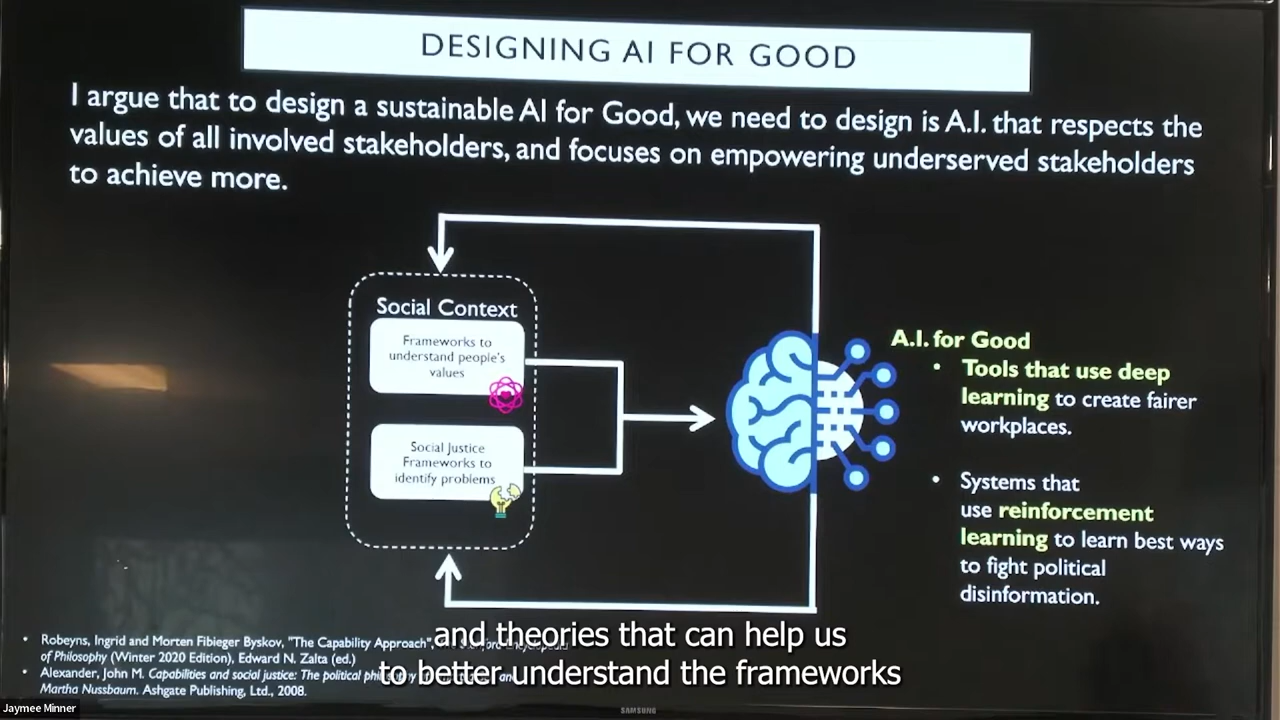 DESIGNING AI FOR GOOD
I argue that to design a sustainable AI for Good, we need to design is A.I. that respects the
values of all involved stakeholders, and focuses on empowering underserved stakeholders
to achieve more.
Social Context
Frameworks to
understand people's
values
Social Justice
Frameworks to
identify problems
A.I. for Good
• Tools that use deep
learning to create fairer
workplaces.
• Systems that
use reinforcement
learning to learn best ways
to fight political
disinformation.
• Robeyns, Ingrid and Morten Fibieger Byskov, "The Capability Approach",
of Philosophy (Winter 2020 Edition), Edward N. Zalta (ed.)
• Alexander, John M. Capabilities and social justice: The political
Martha Nussbaum. Ashgate Publishing, Ltd., 2008.
and theories that can help us
to better understand the frameworks
Jaymee Minner
SAMSUNG